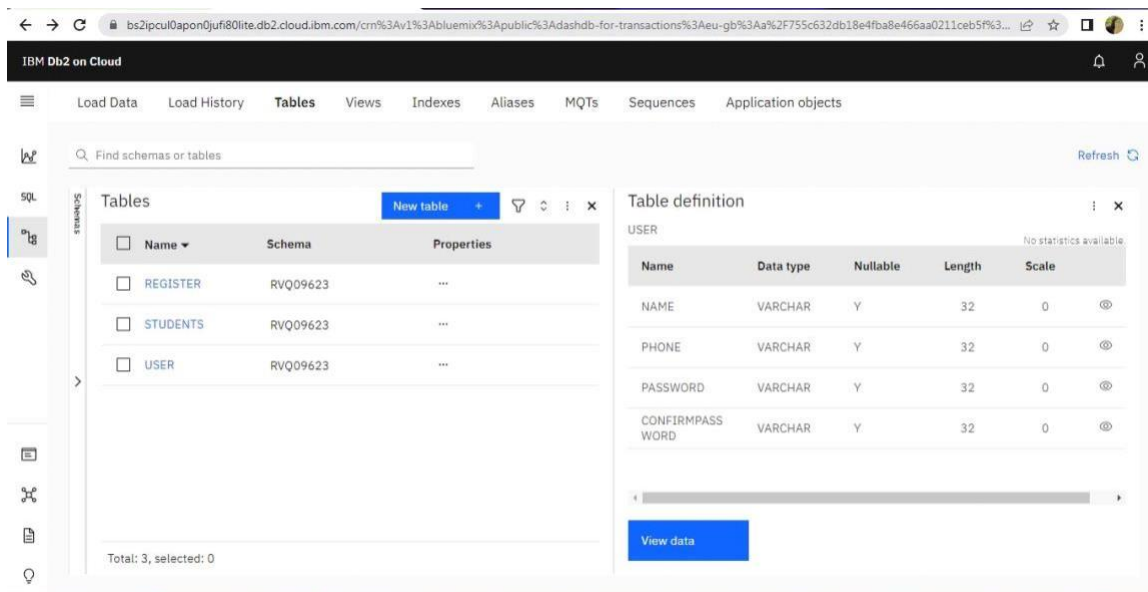 bs2ipcul0apon0jufi80lite.db2.cloud.ibm.com/crn%3Av1%3Abluemix%3Apublic%3Adashdb-for-transactions%3Aeu-gb%3Aa%2F755c632db18e4fba8e466aa0211ceb5f%3...
IBM Db2 on Cloud
Load Data Load History Tables Views Indexes Aliases MQTs Sequences Application objects
Find schemas or tables
Refresh
SQL
Schemas
Tables
New table +
Name Schema Properties
REGISTER RVQ09623 ...
STUDENTS RVQ09623 ...
USER RVQ09623 ...
Total: 3, selected: 0
Table definition
USER
No statistics available.
Name Data type Nullable Length Scale
NAME VARCHAR Y 32 0
PHONE VARCHAR Y 32 0
PASSWORD VARCHAR Y 32 0
CONFIRMPASS
WORD VARCHAR Y 32 0
View data